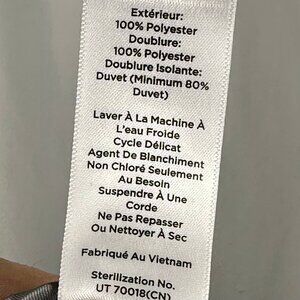 Extérieur:
100% Polyester
Doublure:
100% Polyester
Doublure Isolante:
Duvet (Minimum 80%
Duvet)
Laver À La Machine À
L'eau Froide
Cycle Délicat
Agent De Blanchiment
Non Chloré Seulement
Au Besoin
Suspendre À Une
Corde
Ne Pas Repasser
Ou Nettoyer À Sec
Fabriqué Au Vietnam
Sterilization No.
UT 70018(CN)